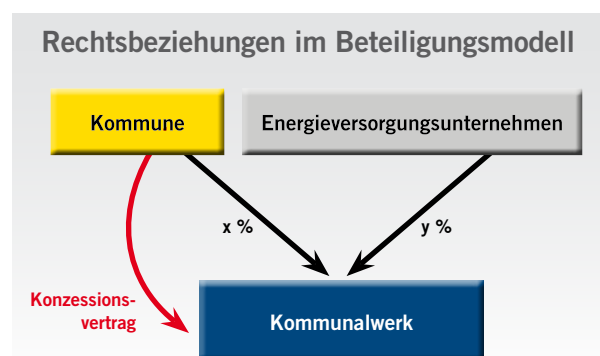 Rechtsbeziehungen im Beteiligungsmodell
Kommune
Energieversorgungsunternehmen
x %
y %
Konzessions-
vertrag
Kommunalwerk